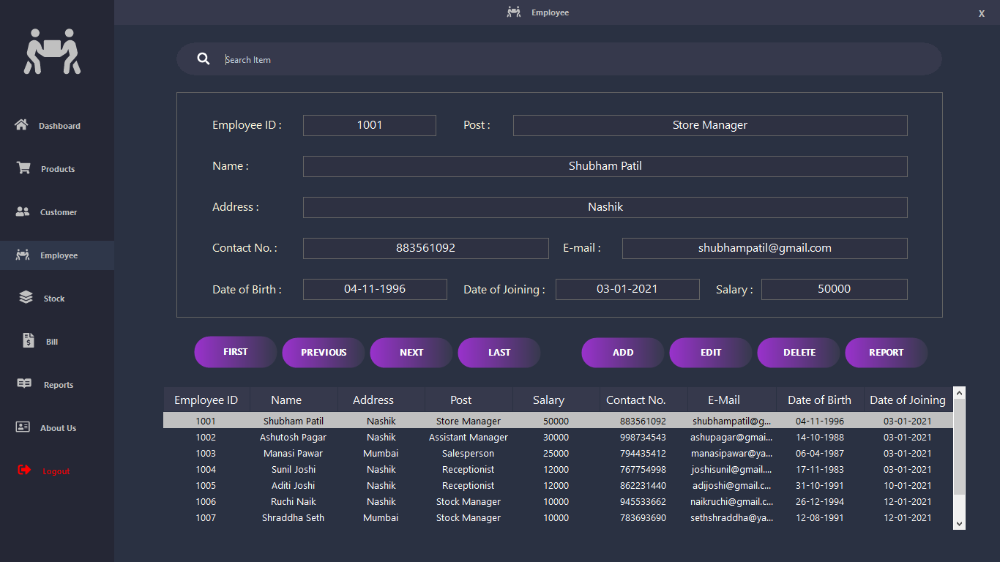 Employee
X
Search Item
Dashboard
Products
Customer
Employee
Stock
Bill
Reports
About Us
Logout
Employee ID : 1001 Post : Store Manager
Name : Shubham Patil
Address : Nashik
Contact No. : 883561092 E-mail : shubhampatil@gmail.com
Date of Birth : 04-11-1996 Date of Joining : 03-01-2021 Salary : 50000
FIRST PREVIOUS NEXT LAST ADD EDIT DELETE REPORT
Employee ID Name Address Post Salary Contact No. E-Mail Date of Birth Date of Joining
1001 Shubham Patil Nashik Store Manager 50000 883561092 shubhampatil@g... 04-11-1996 03-01-2021
1002 Ashutosh Pagar Nashik Assistant Manager 30000 998734543 ashupagar@gmai... 14-10-1988 03-01-2021
1003 Manasi Pawar Mumbai Salesperson 25000 794435412 manasipawar@ya... 06-04-1987 03-01-2021
1004 Sunil Joshi Nashik Receptionist 12000 767754998 joshisunil@gmail.... 17-11-1983 03-01-2021
1005 Aditi Joshi Nashik Receptionist 12000 862231440 adijoshi@gmail.c... 31-10-1991 10-01-2021
1006 Ruchi Naik Nashik Stock Manager 10000 945533662 naikruchi@gmail.c... 26-12-1994 12-01-2021
1007 Shraddha Seth Mumbai Stock Manager 10000 783693690 sethshraddha@ya... 12-08-1991 12-01-2021